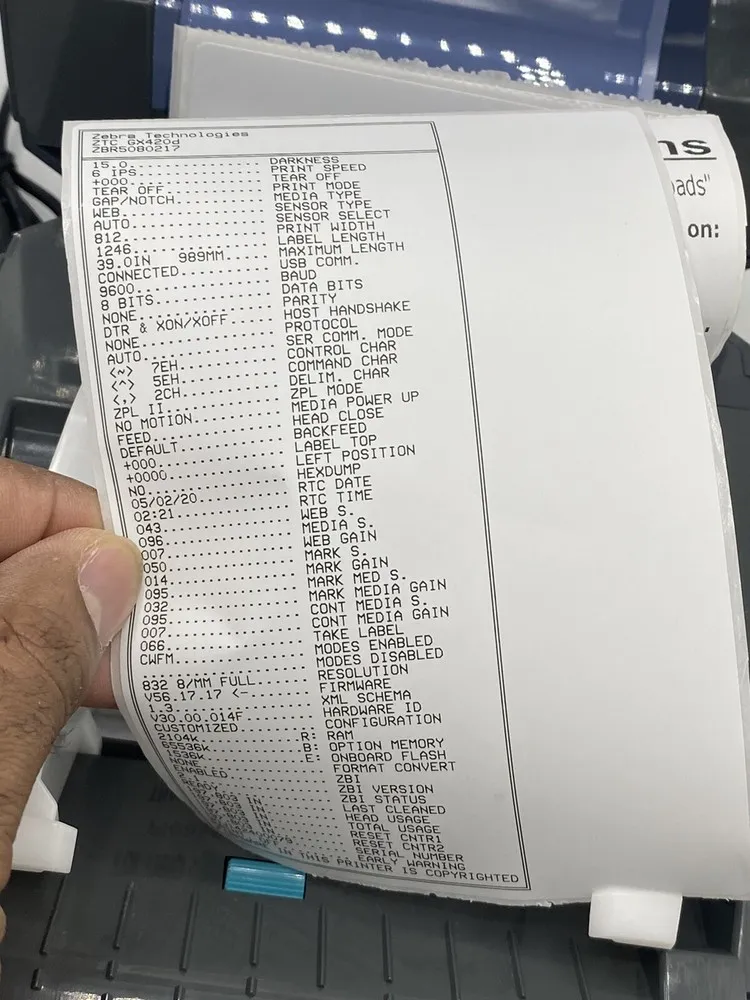 Zebra Technologies
ZTC GX420d
ZBR5080217
15.0............ DARKNESS
6 IPS........... PRINT SPEED
+000............ TEAR OFF
TEAR OFF........ PRINT MODE
GAP/NOTCH....... MEDIA TYPE
WEB............. SENSOR TYPE
AUTO............ SENSOR SELECT
812............. PRINT WIDTH
1246............ LABEL LENGTH
39.0IN 989MM.... MAXIMUM LENGTH
CONNECTED....... USB COMM.
9600............ BAUD
8 BITS.......... DATA BITS
NONE............ PARITY
DTR & XON/XOFF.. HOST HANDSHAKE
NONE............ PROTOCOL
AUTO............ SER COMM. MODE
<~> 7EH......... CONTROL CHAR
<^> 5EH......... COMMAND CHAR
<,> 2CH......... DELIM. CHAR
ZPL II.......... ZPL MODE
NO MOTION....... MEDIA POWER UP
FEED............ HEAD CLOSE
DEFAULT......... BACKFEED
+000............ LABEL TOP
+0000........... LEFT POSITION
NO.............. HEXDUMP
05/02/20........ RTC DATE
02:21........... RTC TIME
043............. WEB S.
096............. MEDIA S.
007............. WEB GAIN
050............. MARK S.
014............. MARK GAIN
095............. MARK MED S.
032............. MARK MEDIA GAIN
095............. CONT MEDIA S.
007............. CONT MEDIA GAIN
066............. TAKE LABEL
CWFM............ MODES ENABLED
................ MODES DISABLED
832 8/MM FULL... RESOLUTION
V56.17.17 <-.... FIRMWARE
1.3............. XML SCHEMA
V30.00.014F..... HARDWARE ID
CUSTOMIZED...... CONFIGURATION
2104k........R: RAM
65536k.......B: OPTION MEMORY
1536k........E: ONBOARD FLASH
NONE............ FORMAT CONVERT
ENABLED......... ZBI
ZBI VERSION
READY........... ZBI STATUS
IN LAST CLEANED
IN HEAD USAGE
IN TOTAL USAGE
IN RESET CNTR1
RESET CNTR2
SERIAL NUMBER
EARLY WARNING
IN THIS PRINTER IS COPYRIGHTED
on: